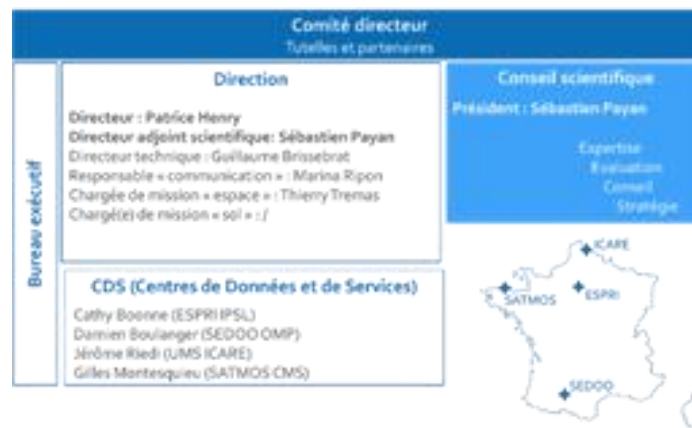 Comité directeur
Tutelles et partenaires
Bureau exécutif
Direction
Directeur : Patrice Henry
Directeur adjoint scientifique: Sébastien Payan
Directeur technique : Guillaume Brissebrat
Responsable « communication » : Marina Ripon
Chargée de mission « espace » : Thierry Tremas
Chargé(e) de mission « sol » : /
CDS (Centres de Données et de Services)
Cathy Boonne (ESPRI IPSL)
Damien Boulanger (SEDOO OMP)
Jérôme Riedi (UMS ICARE)
Gilles Montesquieu (SATMOS CMS)
Conseil scientifique
Président : Sébastien Payan
Expertise
Evaluation
Conseil
Stratégie
ICARE
SATMOS
ESPRI
SEDOO